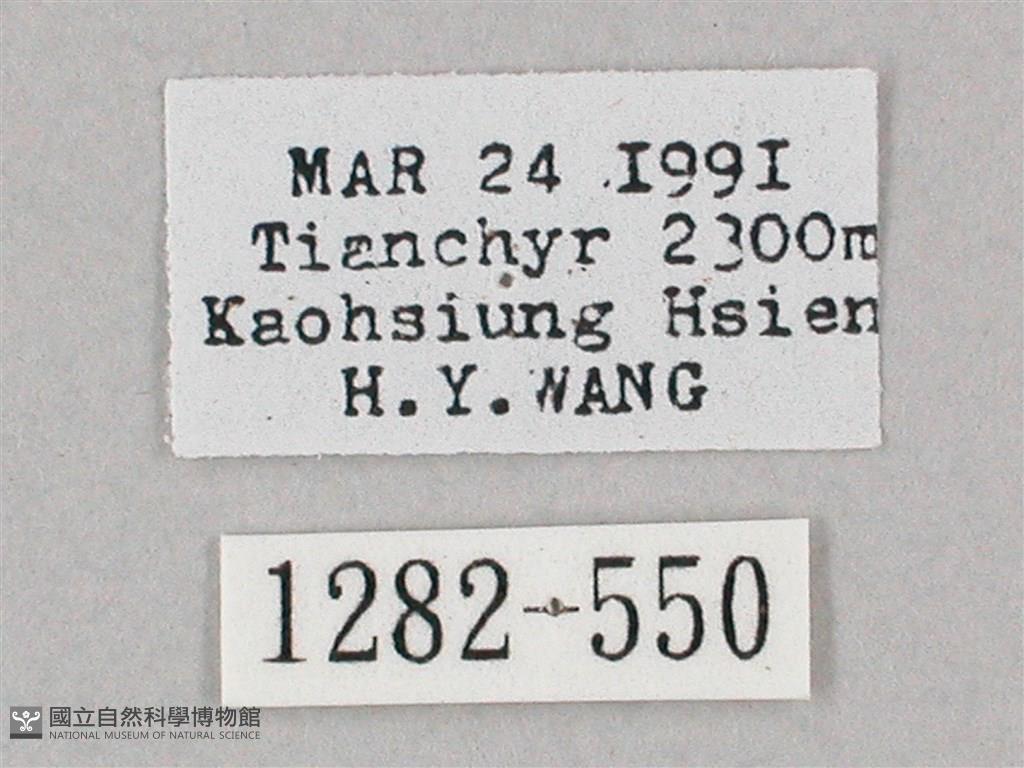 MAR 24 1991
Tianchyr 2300m
Kaohsiung Hsien
H.Y.WANG
1282-550
國立自然科學博物館
NATIONAL MUSEUM OF NATURAL SCIENCE